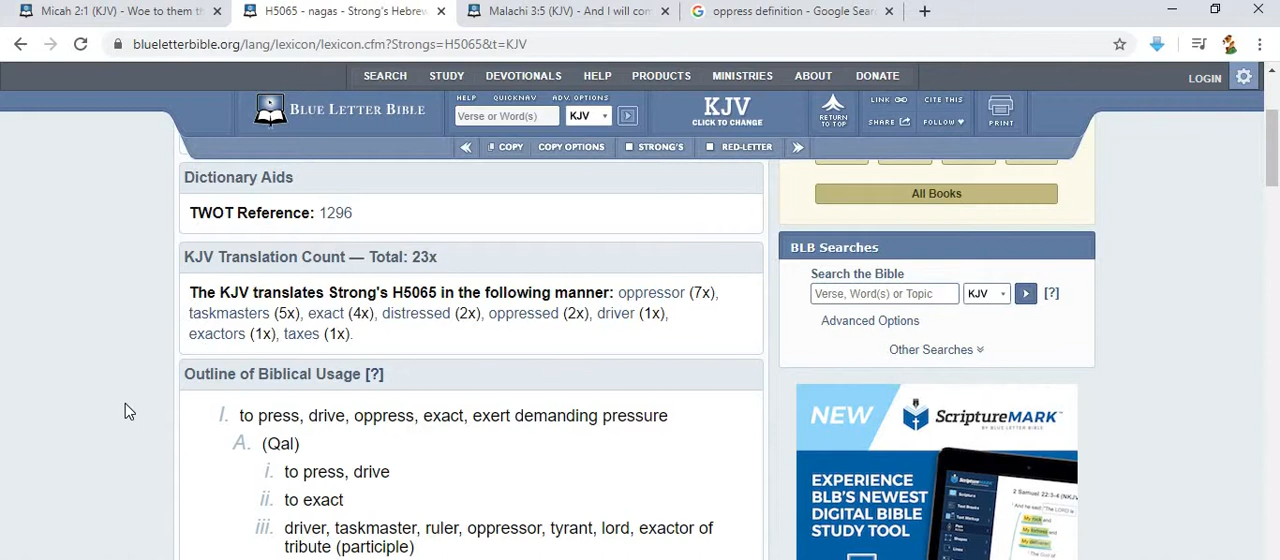 Micah 2:1 (KJV) - Woe to them th
H5065 - nagas - Strong's Hebrew
Malachi 3:5 (KJV) - And I will com
oppress definition - Google Sear
blueletterbible.org/lang/lexicon/lexicon.cfm?Strongs=H5065&t=KJV
SEARCH STUDY DEVOTIONALS HELP PRODUCTS MINISTRIES ABOUT DONATE LOGIN
BLUE LETTER BIBLE
HELP QUICKNAV ADV. OPTIONS
Verse or Word(s) KJV
KJV
CLICK TO CHANGE
RETURN
TO TOP
LINK CITE THIS
SHARE FOLLOW
PRINT
COPY COPY OPTIONS STRONG'S RED-LETTER
Dictionary Aids
TWOT Reference: 1296
KJV Translation Count — Total: 23x
The KJV translates Strong's H5065 in the following manner: oppressor (7x),
taskmasters (5x), exact (4x), distressed (2x), oppressed (2x), driver (1x),
exactors (1x), taxes (1x).
Outline of Biblical Usage [?]
I. to press, drive, oppress, exact, exert demanding pressure
A. (Qal)
i. to press, drive
ii. to exact
iii. driver, taskmaster, ruler, oppressor, tyrant, lord, exactor of
tribute (participle)
All Books
BLB Searches
Search the Bible
Verse, Word(s) or Topic KJV [?]
Advanced Options
Other Searches
NEW ScriptureMARK
BY BLUE LETTER BIBLE
EXPERIENCE
BLB'S NEWEST
DIGITAL BIBLE
STUDY TOOL
ScriptureMARK
2 Samuel 22:3-4 (NKJV)